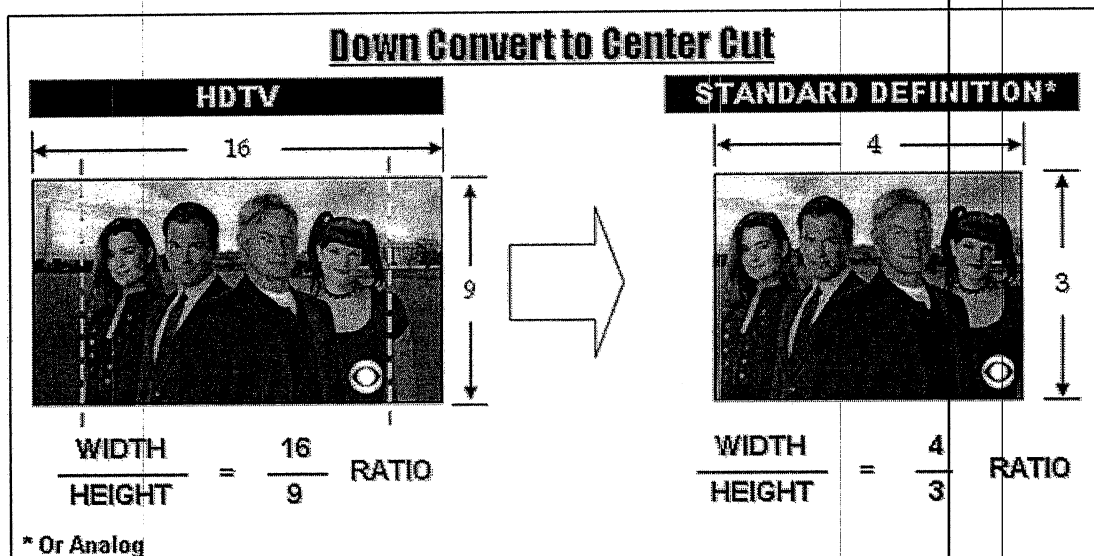 Down Convert to Center Cut
HDTV
STANDARD DEFINITION*
16
4
9
3
WIDTH
HEIGHT
=
16
9
RATIO
WIDTH
HEIGHT
=
4
3
RATIO
* Or Analog